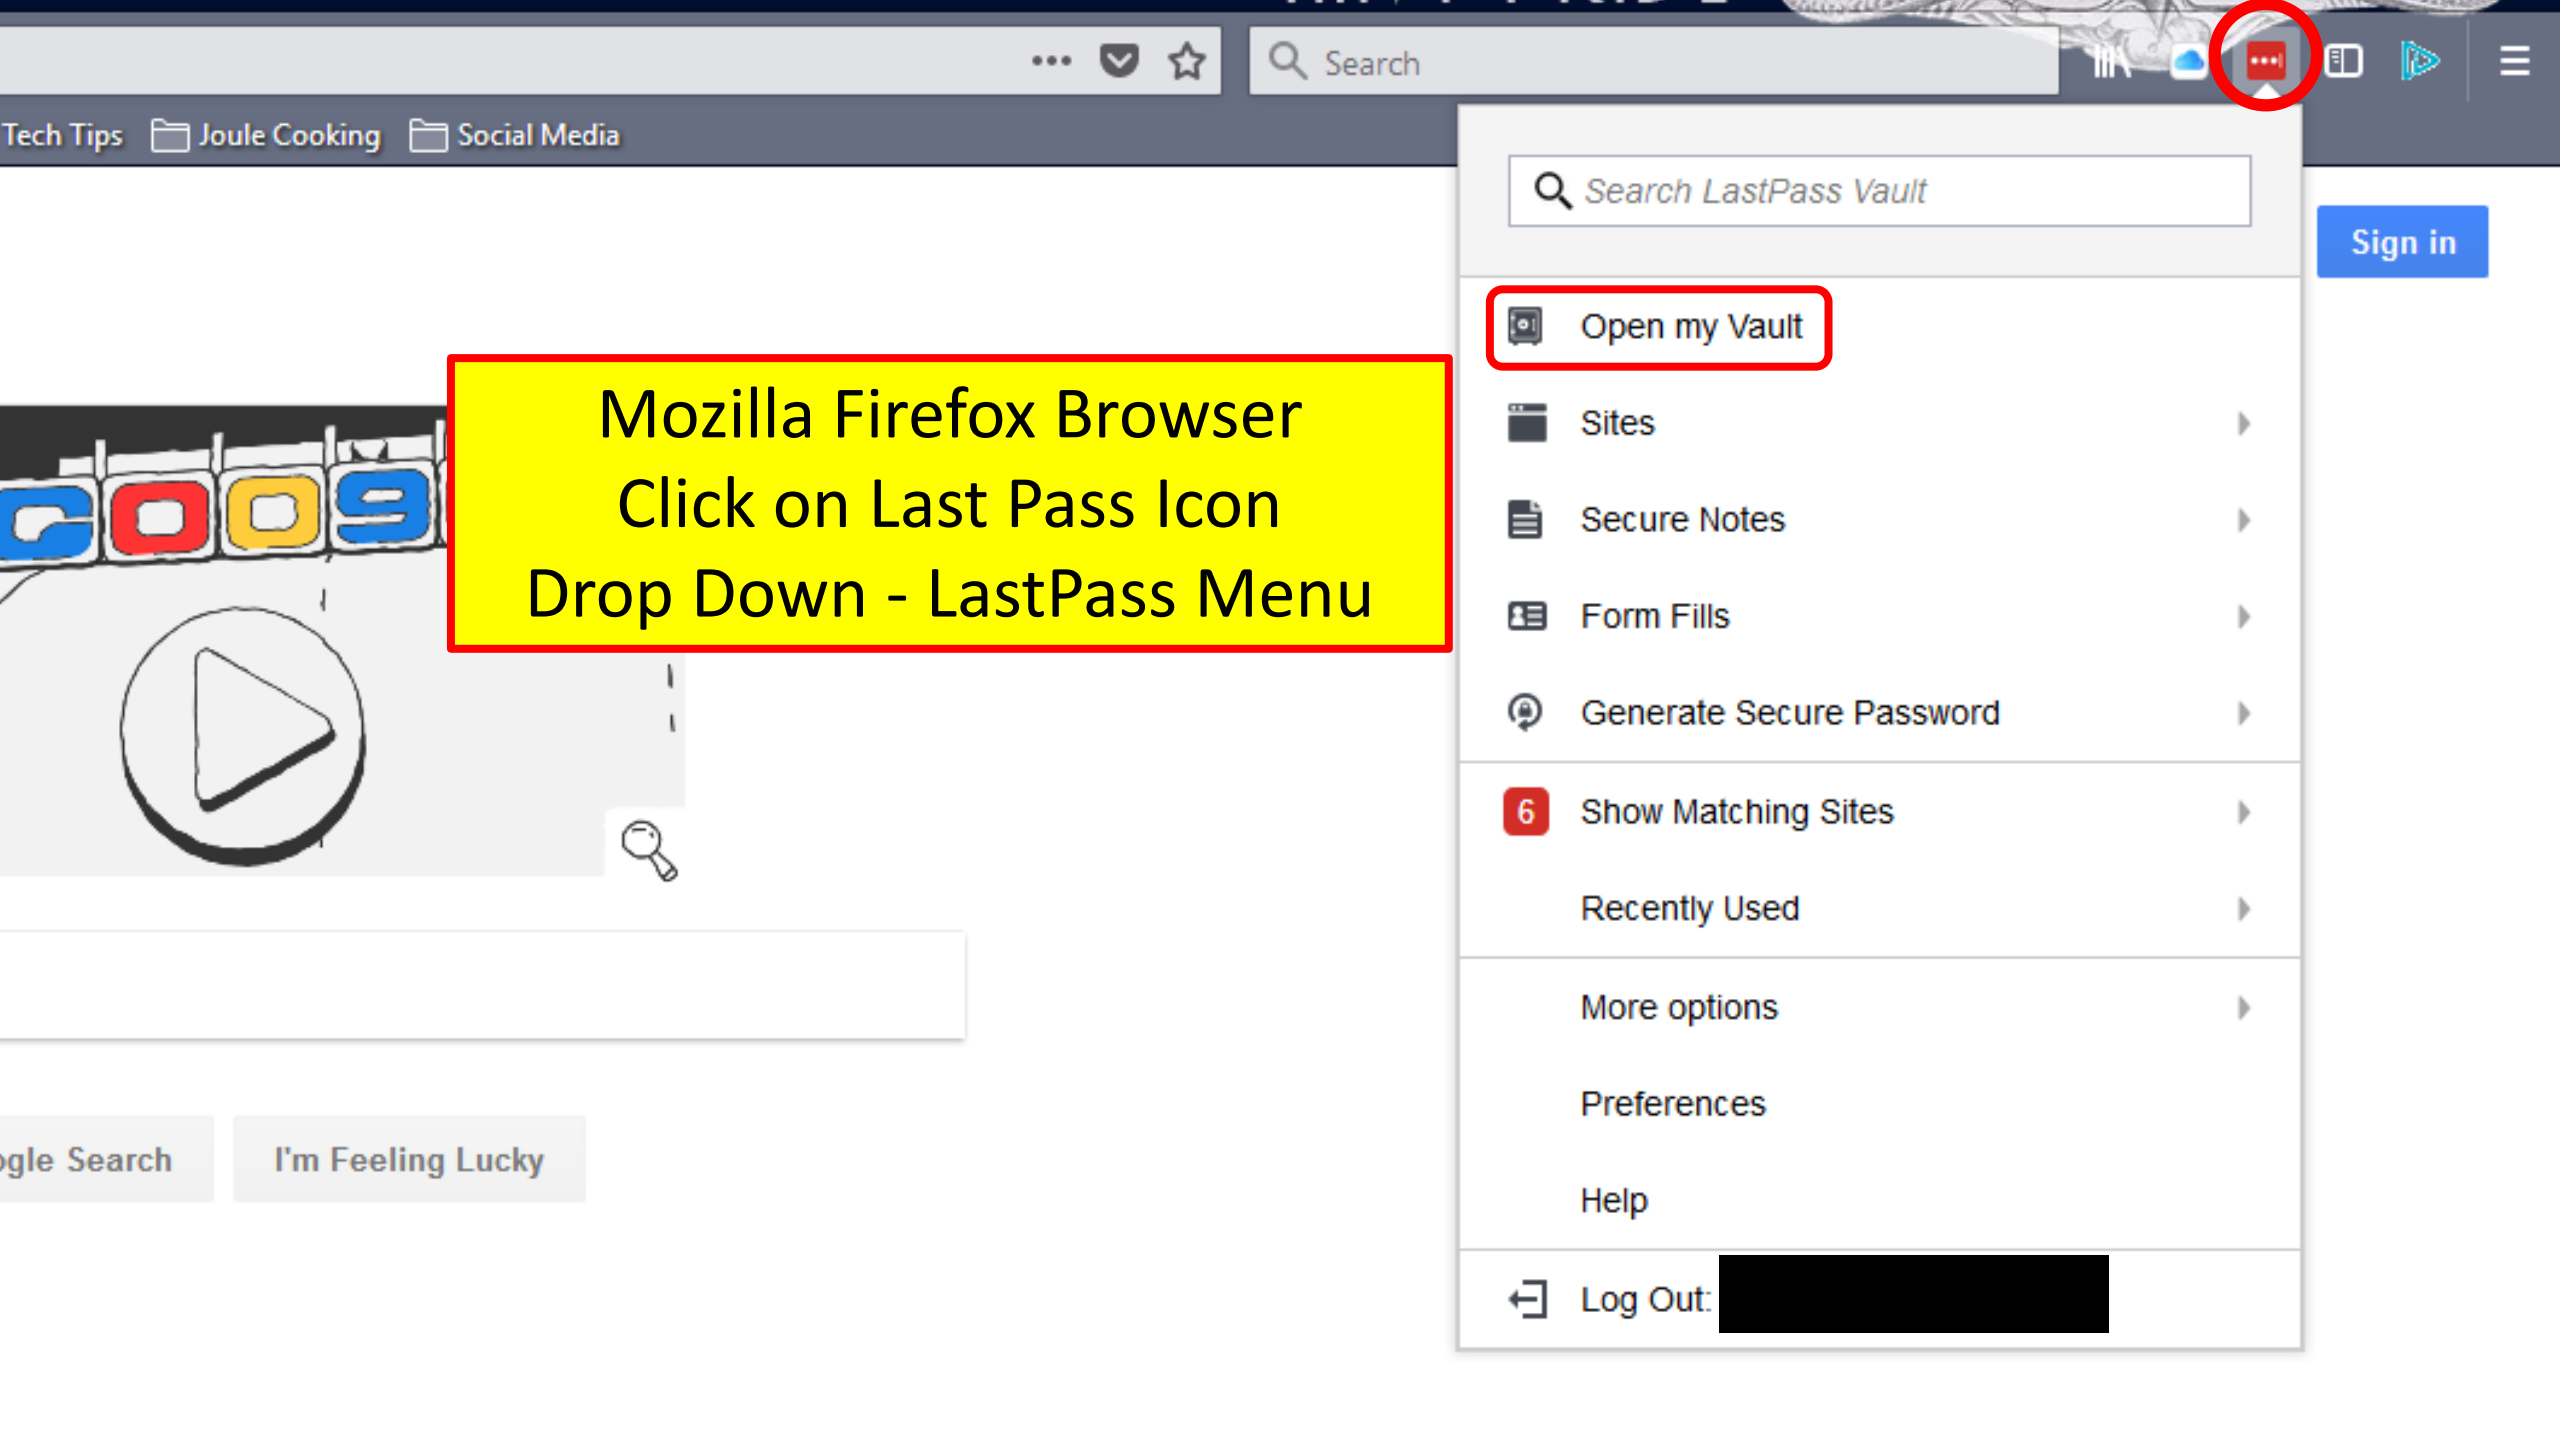 Search
Tech Tips
Joule Cooking
Social Media
Search LastPass Vault
Sign in
Open my Vault
Mozilla Firefox Browser
Click on Last Pass Icon
Drop Down - LastPass Menu
Sites
Secure Notes
Form Fills
Generate Secure Password
6 Show Matching Sites
Recently Used
More options
Preferences
Help
ogle Search
I'm Feeling Lucky
Log Out: